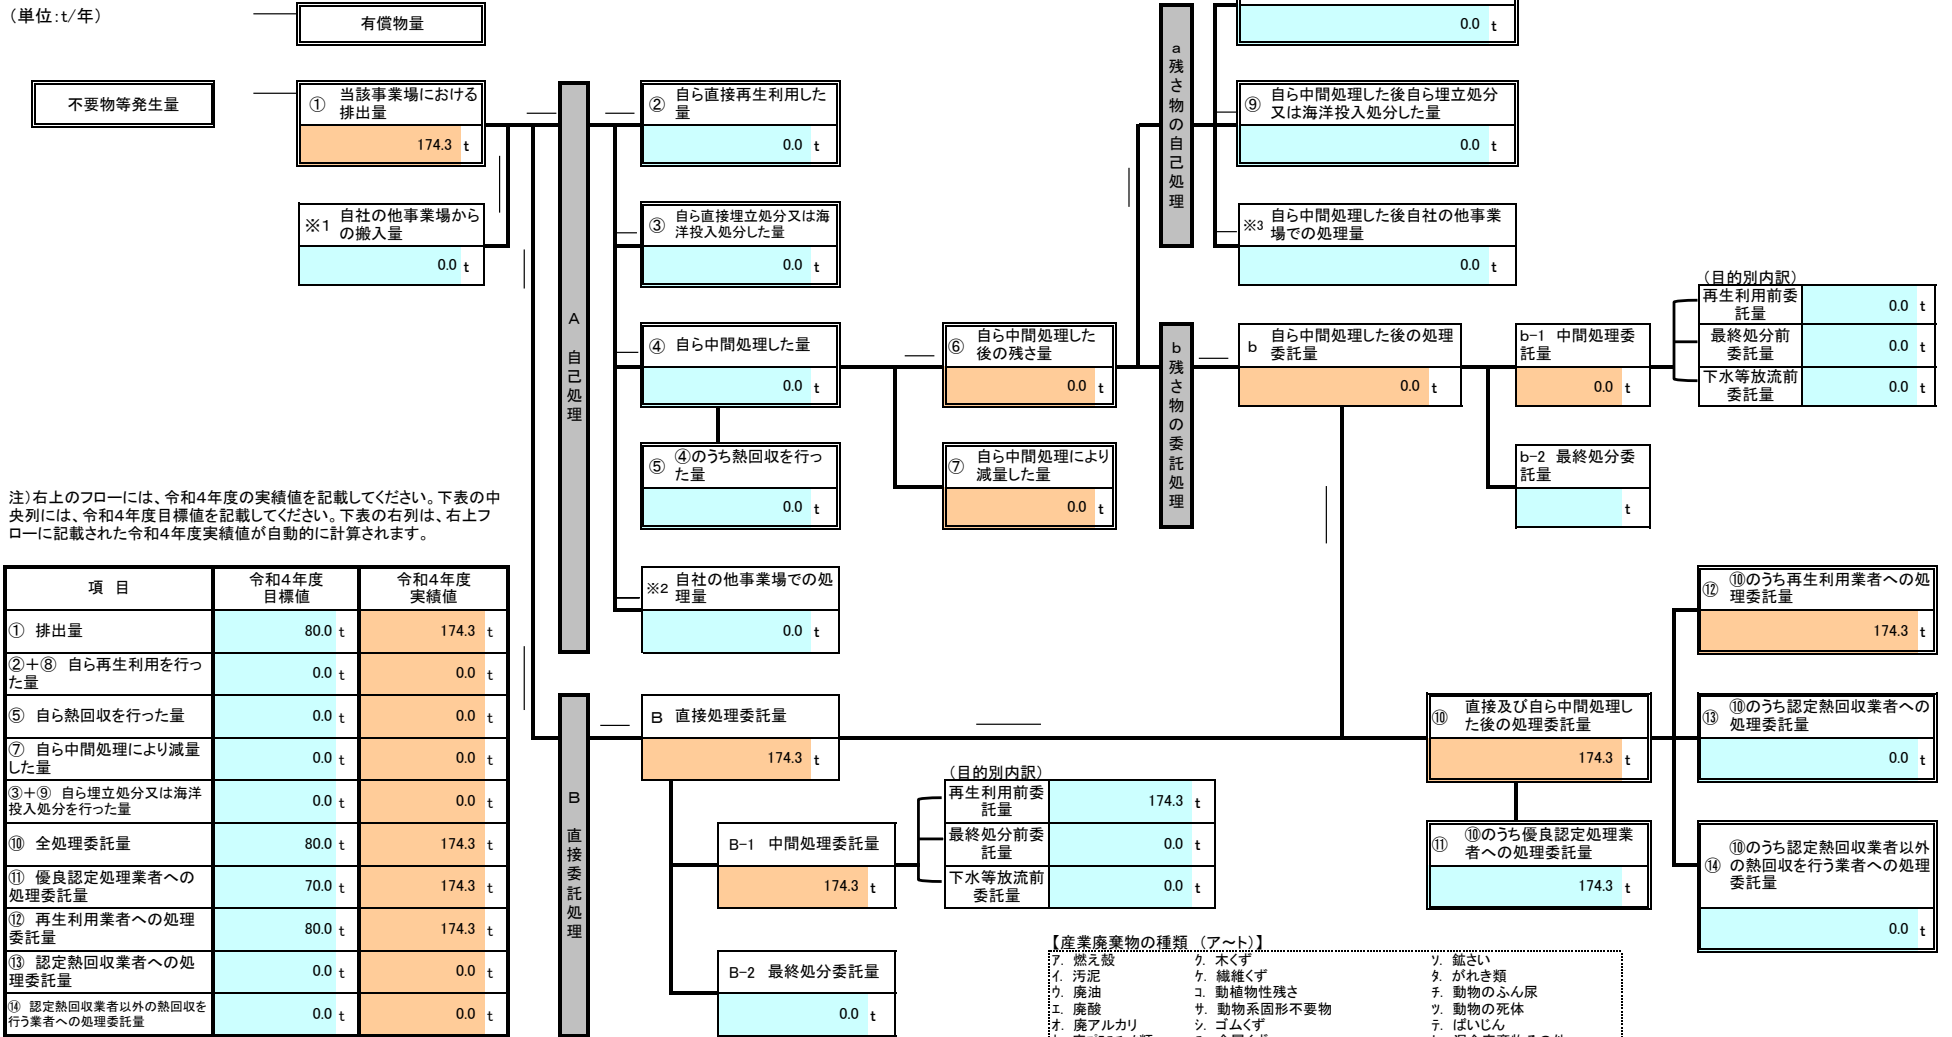 （単位：t/年）
有償物量
0.0 t
不要物等発生量
① 当該事業場における
排出量
174.3 t
② 自ら直接再生利用した
量
0.0 t
⑨ 自ら中間処理した後自ら埋立処分
又は海洋投入処分した量
0.0 t
a
残さ物の自己処理
※1 自社の他事業場から
の搬入量
0.0 t
③ 自ら直接埋立処分又は海
洋投入処分した量
0.0 t
※3 自ら中間処理した後自社の他事業
場での処理量
0.0 t
A
自己処理
④ 自ら中間処理した量
0.0 t
⑥ 自ら中間処理した
後の残さ量
0.0 t
b
残さ物の委託処理
b 自ら中間処理した後の処理
委託量
0.0 t
b-1 中間処理委
託量
0.0 t
（目的別内訳）
再生利用前委
託量
0.0 t
最終処分前
委託量
0.0 t
下水等放流前
委託量
0.0 t
⑤ ④のうち熱回収を行っ
た量
0.0 t
⑦ 自ら中間処理により
減量した量
0.0 t
b-2 最終処分委
託量
t
注）右上のフローには、令和４年度の実績値を記載してください。下表の中
央列には、令和４年度目標値を記載してください。下表の右列は、右上フ
ローに記載された令和４年度実績値が自動的に計算されます。
※2 自社の他事業場での処
理量
0.0 t
項 目
令和４年度
目標値
令和４年度
実績値
① 排出量 80.0 t 174.3 t
②＋⑧ 自ら再生利用を行っ
た量
0.0 t 0.0 t
⑤ 自ら熱回収を行った量 0.0 t 0.0 t
⑦ 自ら中間処理により減量
した量
0.0 t 0.0 t
③＋⑨ 自ら埋立処分又は海洋
投入処分を行った量
0.0 t 0.0 t
⑩ 全処理委託量 80.0 t 174.3 t
⑪ 優良認定処理業者への
処理委託量
70.0 t 174.3 t
⑫ 再生利用業者への処理
委託量
80.0 t 174.3 t
⑬ 認定熱回収業者への処
理委託量
0.0 t 0.0 t
⑭ 認定熱回収業者以外の熱回収を
行う業者への処理委託量
0.0 t 0.0 t
B
直接委託処理
B 直接処理委託量
174.3 t
B-1 中間処理委託量
174.3 t
B-2 最終処分委託量
0.0 t
（目的別内訳）
再生利用前委
託量
174.3 t
最終処分前委
託量
0.0 t
下水等放流前
委託量
0.0 t
⑩ 直接及び自ら中間処理し
た後の処理委託量
174.3 t
⑪ ⑩のうち優良認定処理業
者への処理委託量
174.3 t
⑫ ⑩のうち再生利用業者への処
理委託量
174.3 t
⑬ ⑩のうち認定熱回収業者への
処理委託量
0.0 t
⑭ ⑩のうち認定熱回収業者以外
の熱回収を行う業者への処理
委託量
0.0 t
【産業廃棄物の種類 （ア～ト）】
ア. 燃え殻 ク. 木くず ソ. 鉱さい
イ. 汚泥 ケ. 繊維くず タ. がれき類
ウ. 廃油 コ. 動植物性残さ チ. 動物のふん尿
エ. 廃酸 サ. 動物系固形不要物 ツ. 動物の死体
オ. 廃アルカリ シ. ゴムくず テ. ばいじん